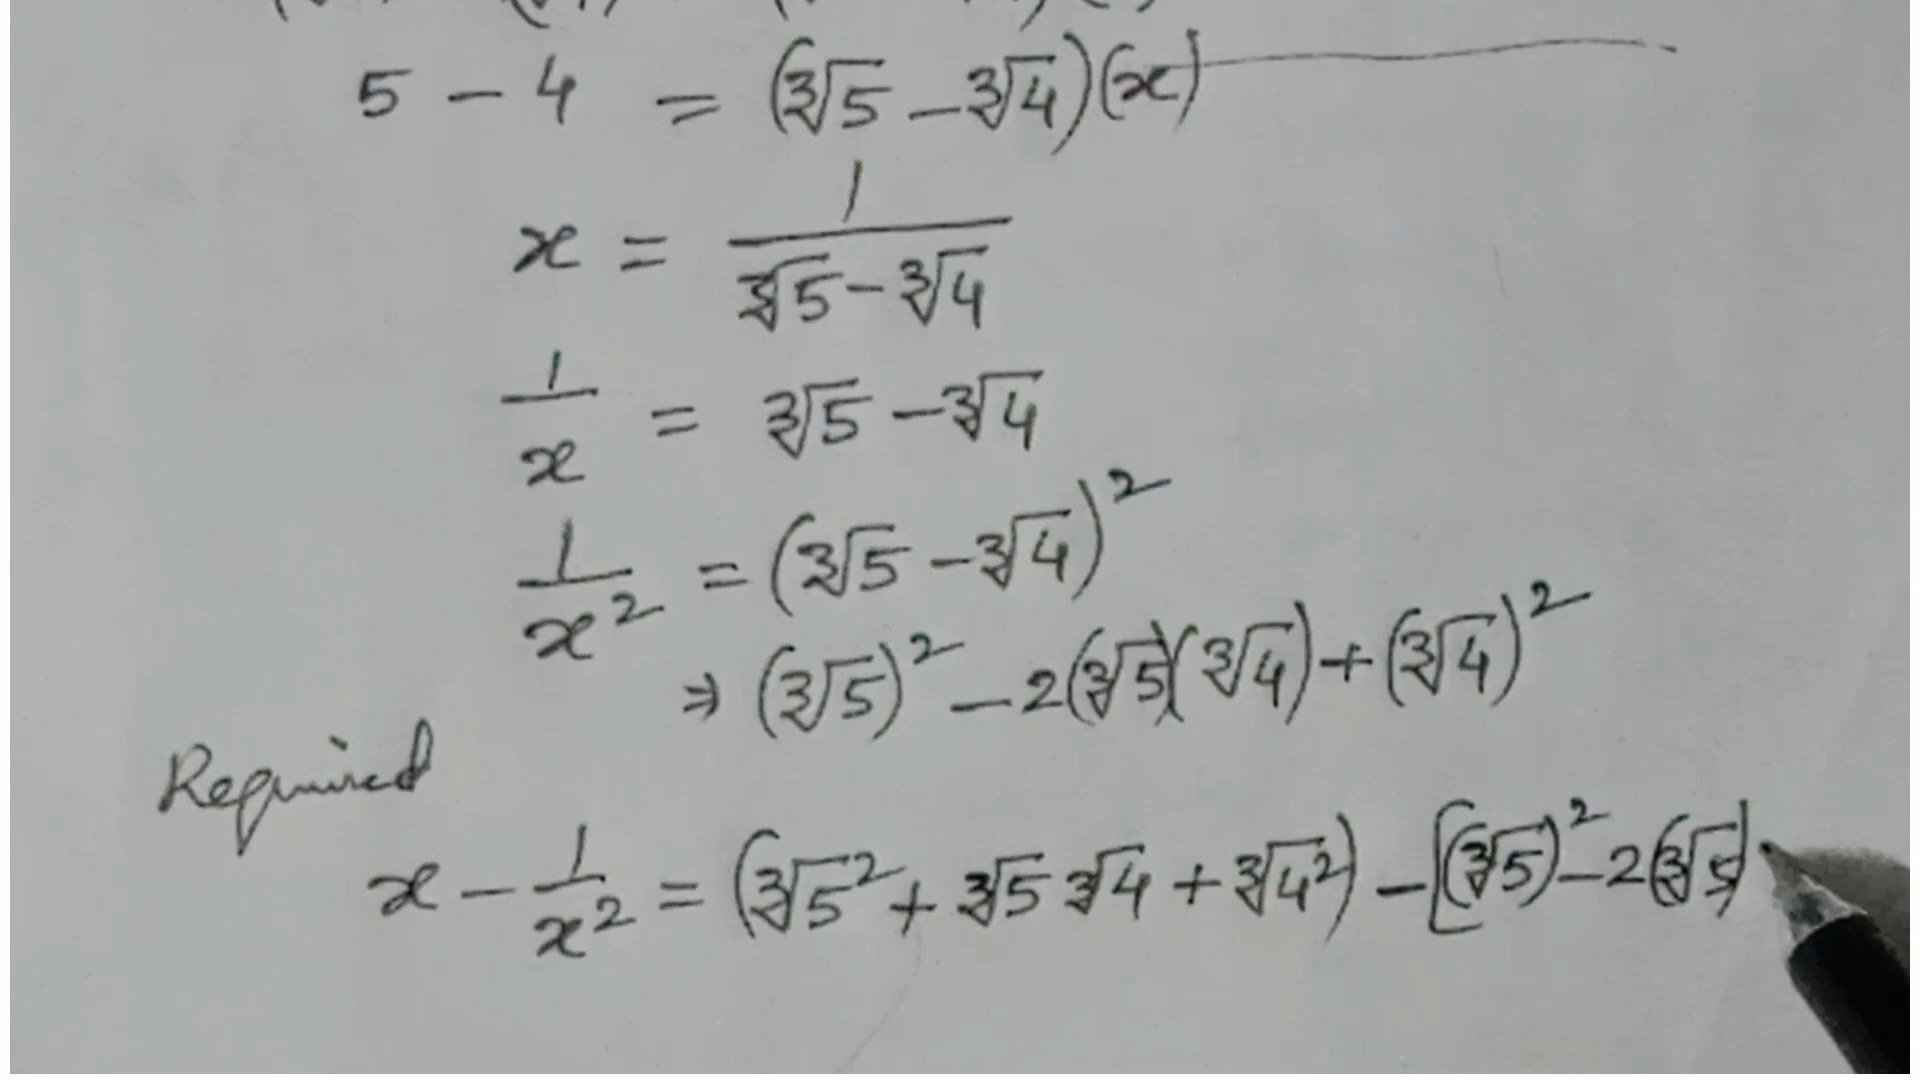 5 - 4 = (∛5 - ∛4)(x)
x = 1/(∛5 - ∛4)
1/x = ∛5 - ∛4
1/x² = (∛5 - ∛4)²
⇒ (∛5)² - 2(∛5)(∛4) + (∛4)²
Required
x - 1/x² = (∛5² + ∛5 ∛4 + ∛4²) - [(∛5)² - 2(∛5)